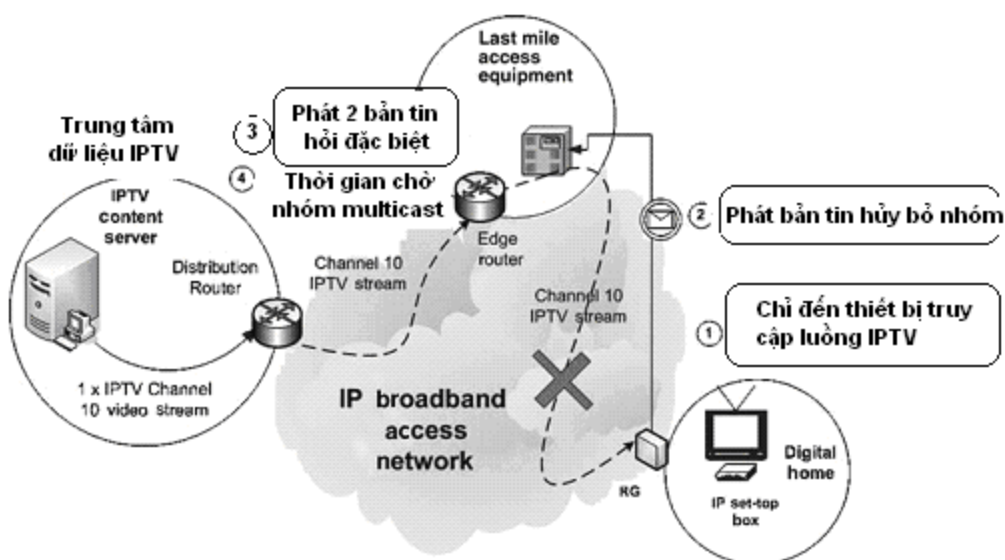 Last mile
access
equipment
3
Phát 2 bản tin
hỏi đặc biệt
Trung tâm
dữ liệu IPTV
4
Thời gian chờ
nhóm multicast
IPTV
content
server
Distribution
Router
1 x IPTV Channel
10 video stream
Channel 10
IPTV stream
Edge
router
Channel 10
IPTV stream
2
Phát bản tin hủy bỏ nhóm
1
Chỉ đến thiết bị truy
cập luồng IPTV
IP broadband
access
network
RG
Digital
home
IP set-top
box